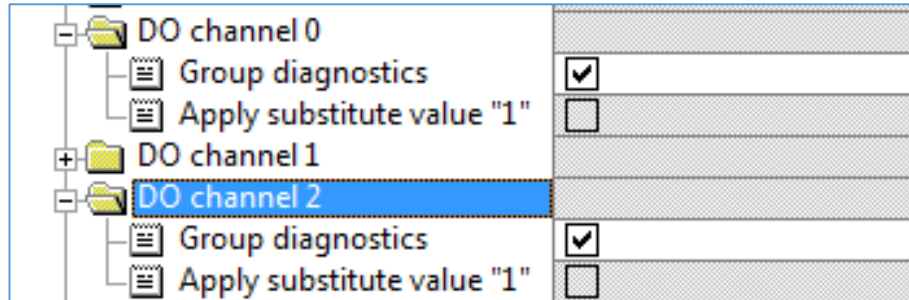 DO channel 0
Group diagnostics
Apply substitute value "1"
DO channel 1
DO channel 2
Group diagnostics
Apply substitute value "1"